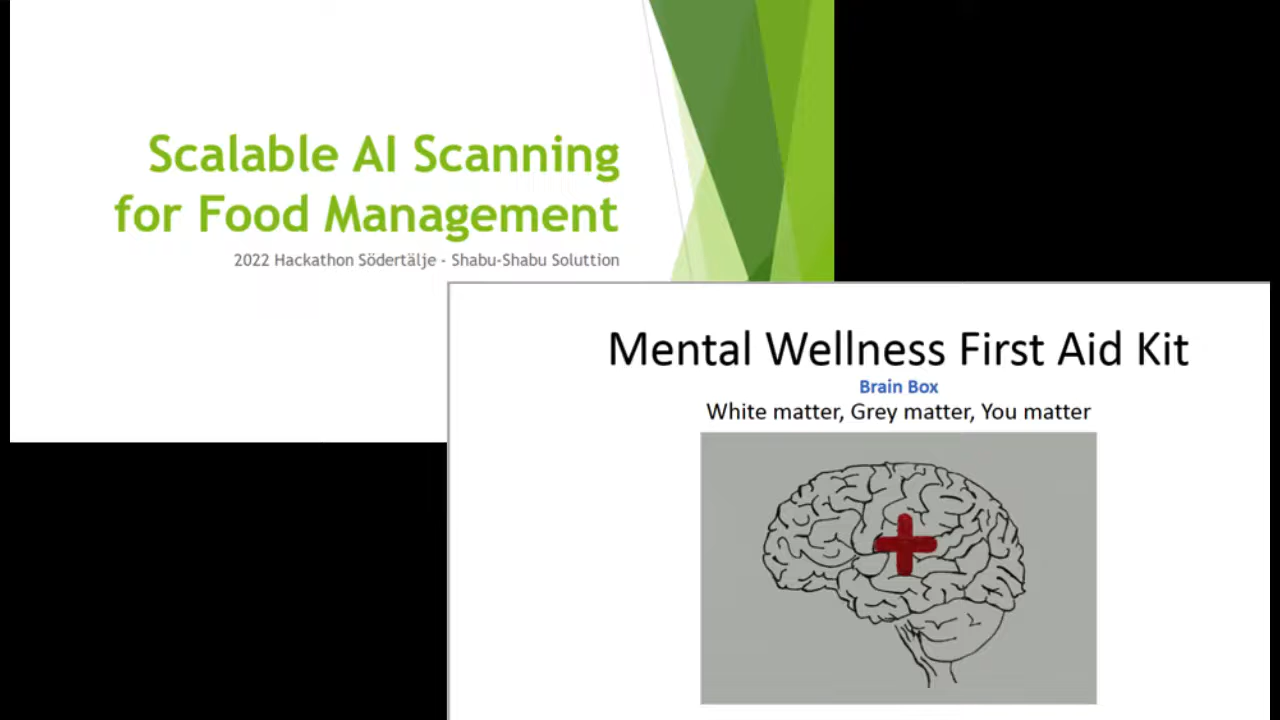 Scalable AI Scanning
for Food Management
2022 Hackathon Södertälje - Shabu-Shabu Soluttion
Mental Wellness First Aid Kit
Brain Box
White matter, Grey matter, You matter